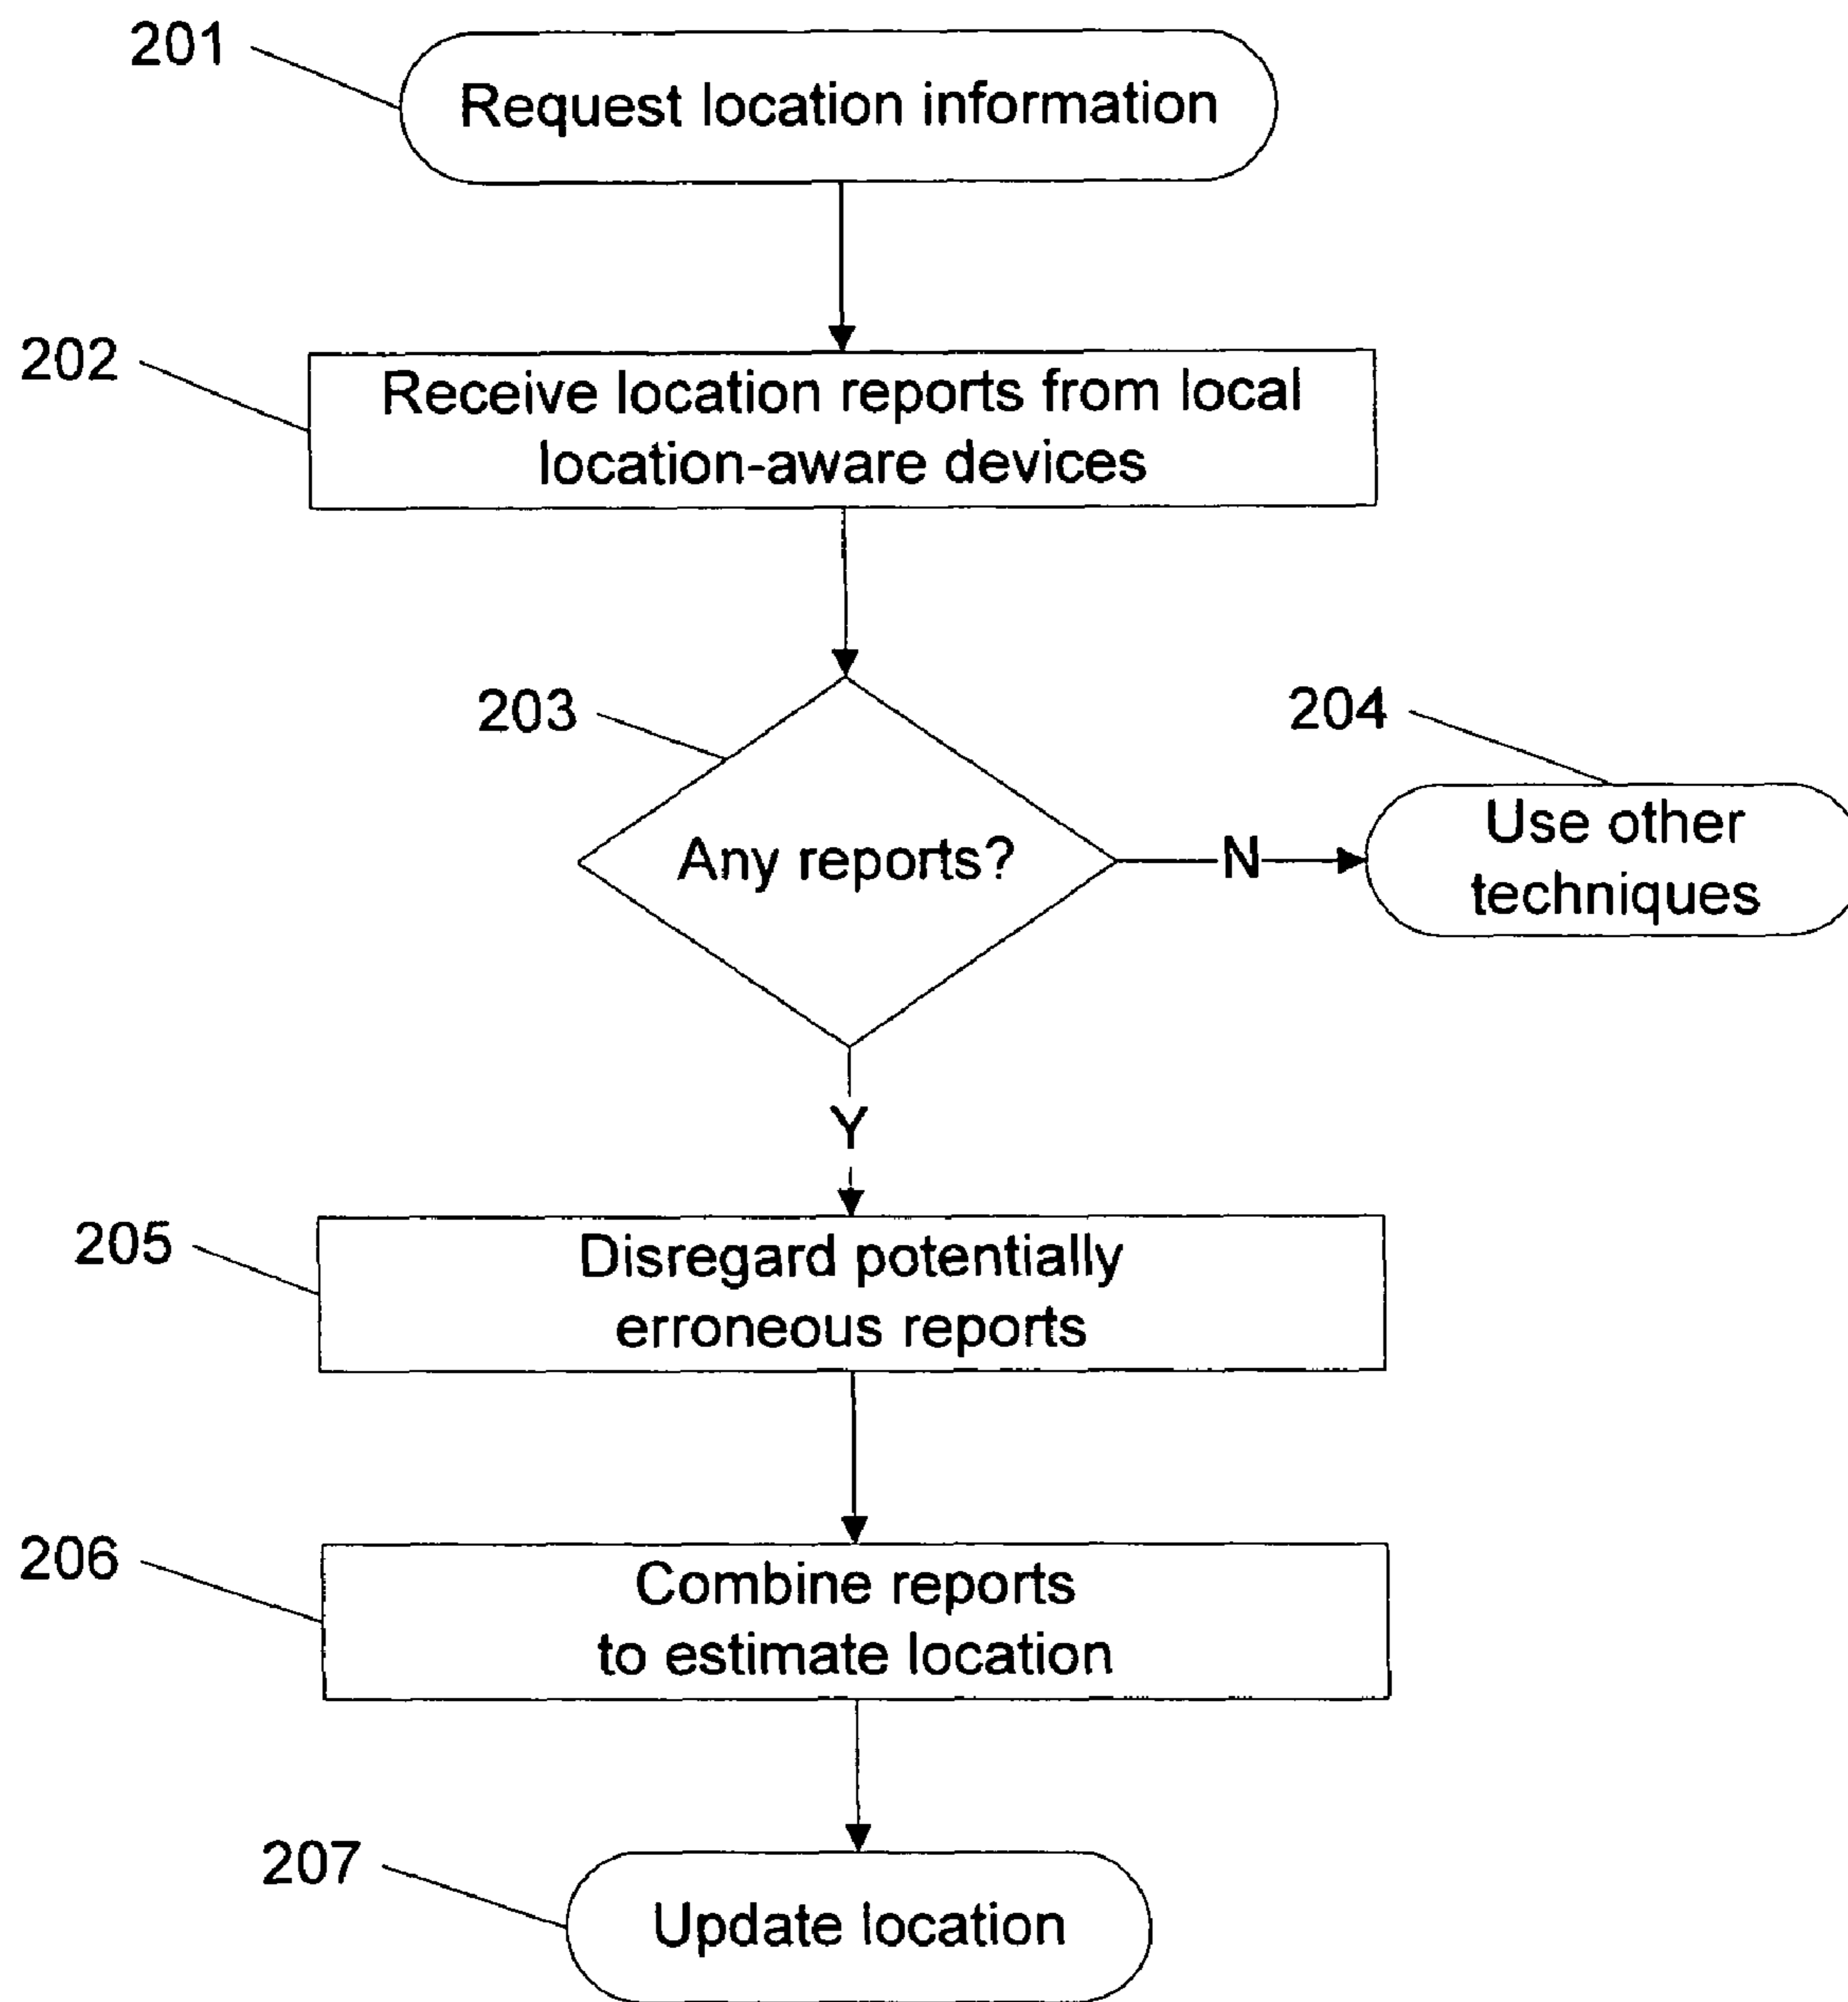 201
Request location information
202
Receive location reports from local
location-aware devices
203
Any reports?
N
204
Use other
techniques
Y
205
Disregard potentially
erroneous reports
206
Combine reports
to estimate location
207
Update location